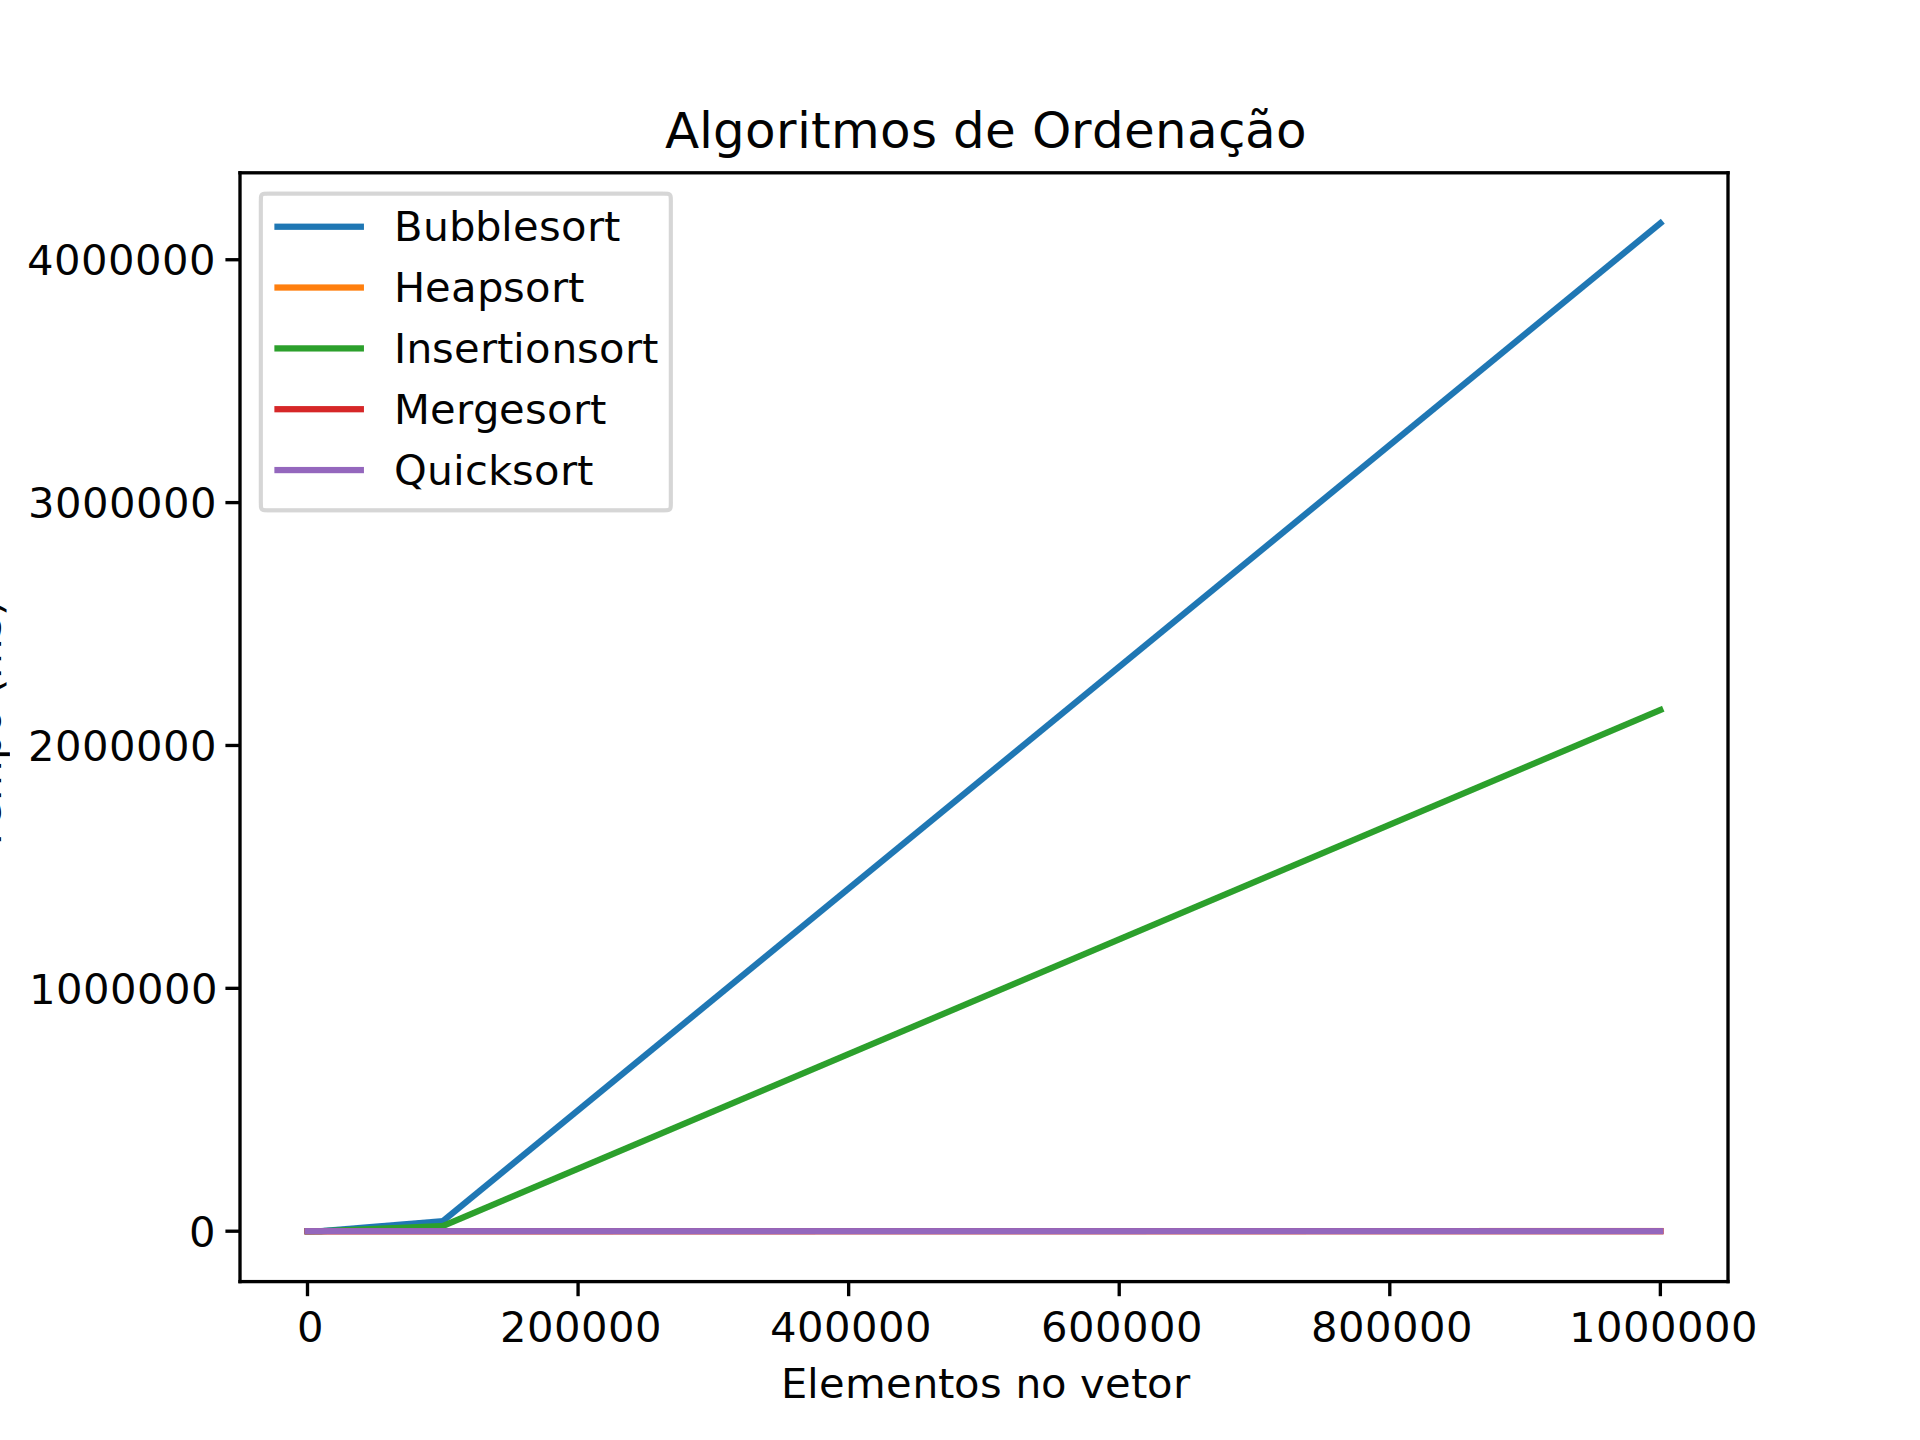 Algoritmos de Ordenação
Bubblesort
Heapsort
Insertionsort
Mergesort
Quicksort
4000000
3000000
2000000
1000000
0
0 200000 400000 600000 800000 1000000
Elementos no vetor